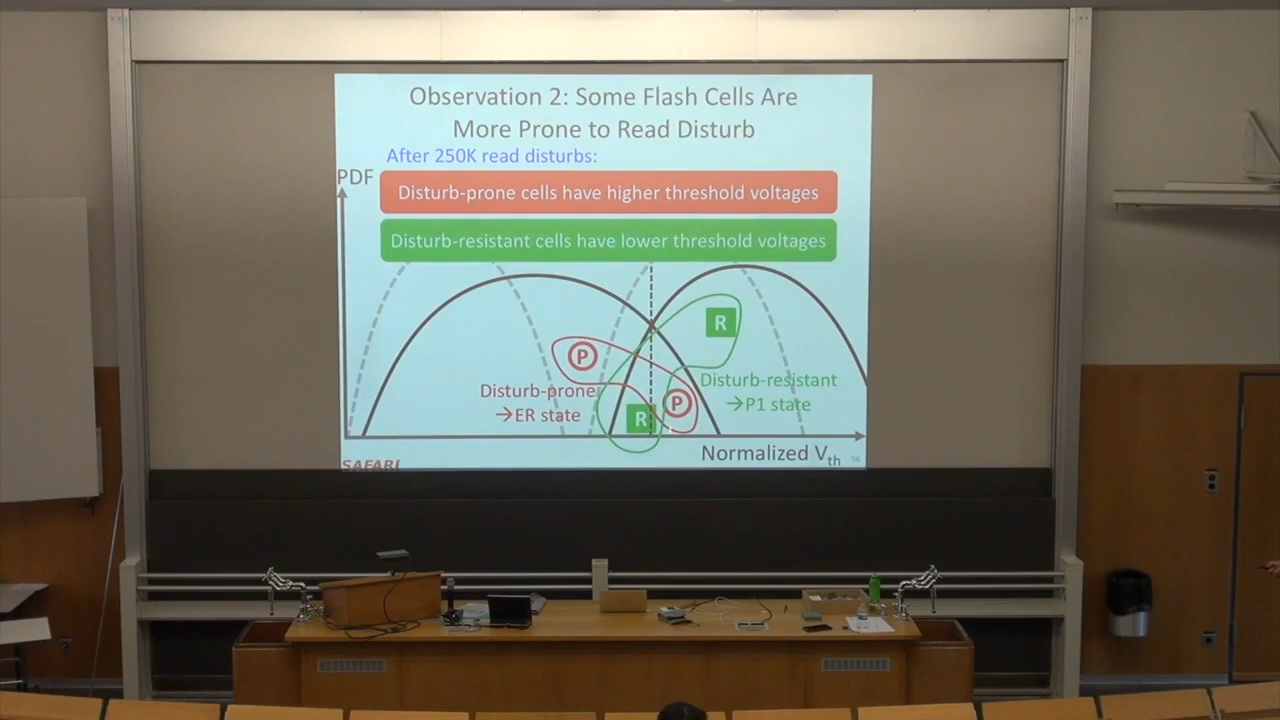 Observation 2: Some Flash Cells Are
More Prone to Read Disturb
After 250K read disturbs:
PDF
Disturb-prone cells have higher threshold voltages
Disturb-resistant cells have lower threshold voltages
R
P
Disturb-prone
→ER state
Disturb-resistant
→P1 state
P
R
Normalized Vth
SAFARI
56